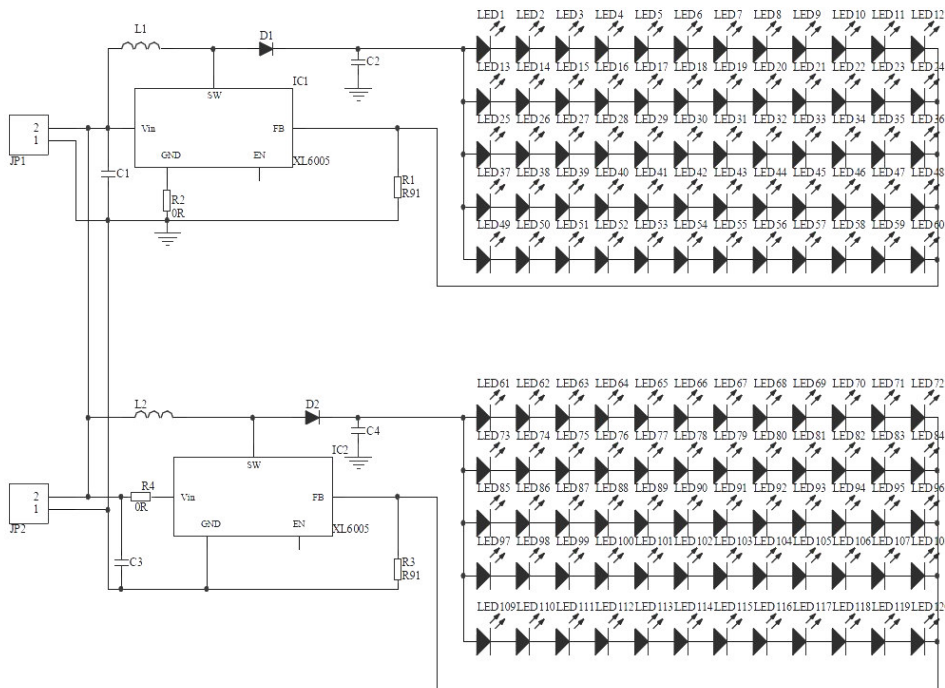 LED1 LED2 LED3 LED4 LED5 LED6 LED7 LED8 LED9 LED10 LED11 LED12
L1
D1
C2
LED13 LED14 LED15 LED16 LED17 LED18 LED19 LED20 LED21 LED22 LED23 LED24
SW
IC1
2
1
JP1
Vin
FB
GND
EN
XL6005
LED25 LED26 LED27 LED28 LED29 LED30 LED31 LED32 LED33 LED34 LED35 LED36
C1
R2
0R
R1
R91
LED37 LED38 LED39 LED40 LED41 LED42 LED43 LED44 LED45 LED46 LED47 LED48
LED49 LED50 LED51 LED52 LED53 LED54 LED55 LED56 LED57 LED58 LED59 LED60
LED61 LED62 LED63 LED64 LED65 LED66 LED67 LED68 LED69 LED70 LED71 LED72
L2
D2
C4
LED73 LED74 LED75 LED76 LED77 LED78 LED79 LED80 LED81 LED82 LED83 LED84
SW
IC2
2
1
JP2
R4
0R
Vin
FB
GND
EN
XL6005
LED85 LED86 LED87 LED88 LED89 LED90 LED91 LED92 LED93 LED94 LED95 LED96
C3
R3
R91
LED97 LED98 LED99 LED100 LED101 LED102 LED103 LED104 LED105 LED106 LED107
LED109 LED110 LED111 LED112 LED113 LED114 LED115 LED116 LED117 LED118 LED119